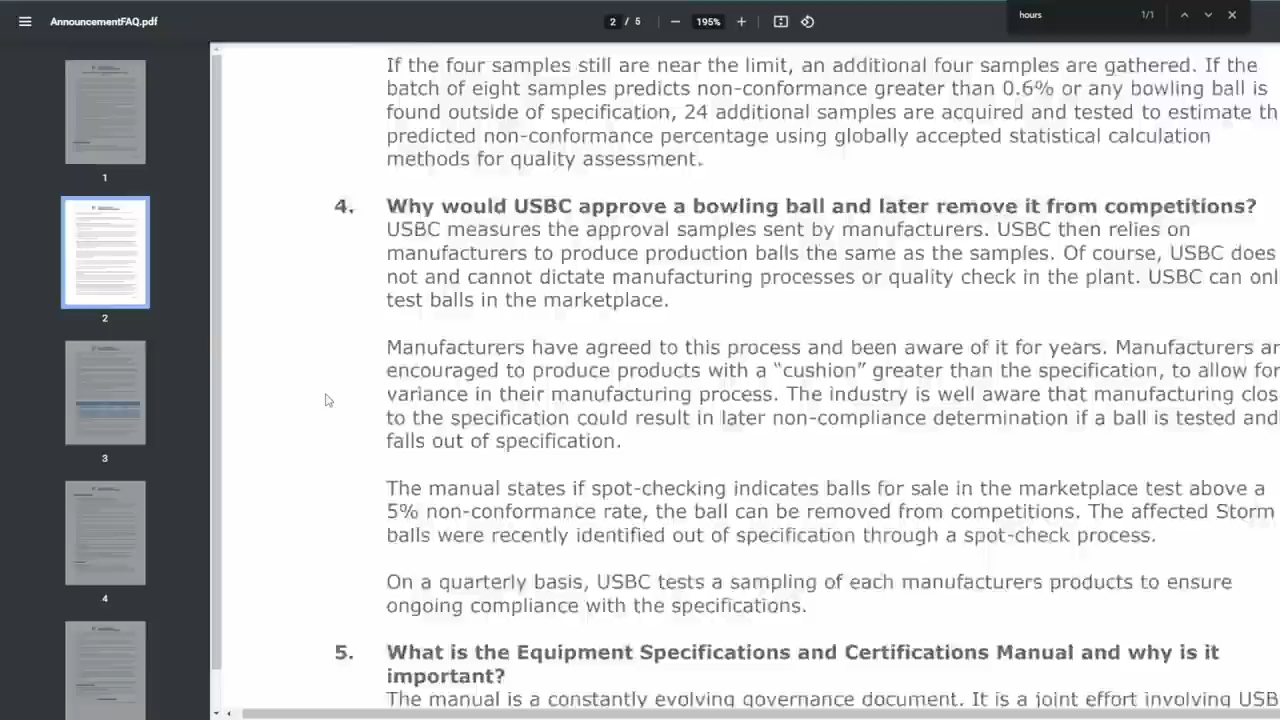 AnnouncementFAQ.pdf
2 / 5
195%
hours
1/1
If the four samples still are near the limit, an additional four samples are gathered. If the
batch of eight samples predicts non-conformance greater than 0.6% or any bowling ball is
found outside of specification, 24 additional samples are acquired and tested to estimate th
predicted non-conformance percentage using globally accepted statistical calculation
methods for quality assessment.
4. Why would USBC approve a bowling ball and later remove it from competitions?
USBC measures the approval samples sent by manufacturers. USBC then relies on
manufacturers to produce production balls the same as the samples. Of course, USBC does
not and cannot dictate manufacturing processes or quality check in the plant. USBC can onl
test balls in the marketplace.
Manufacturers have agreed to this process and been aware of it for years. Manufacturers ar
encouraged to produce products with a “cushion” greater than the specification, to allow for
variance in their manufacturing process. The industry is well aware that manufacturing clos
to the specification could result in later non-compliance determination if a ball is tested and
falls out of specification.
The manual states if spot-checking indicates balls for sale in the marketplace test above a
5% non-conformance rate, the ball can be removed from competitions. The affected Storm
balls were recently identified out of specification through a spot-check process.
On a quarterly basis, USBC tests a sampling of each manufacturers products to ensure
ongoing compliance with the specifications.
5. What is the Equipment Specifications and Certifications Manual and why is it
important?
The manual is a constantly evolving governance document. It is a joint effort involving USB
1
2
3
4